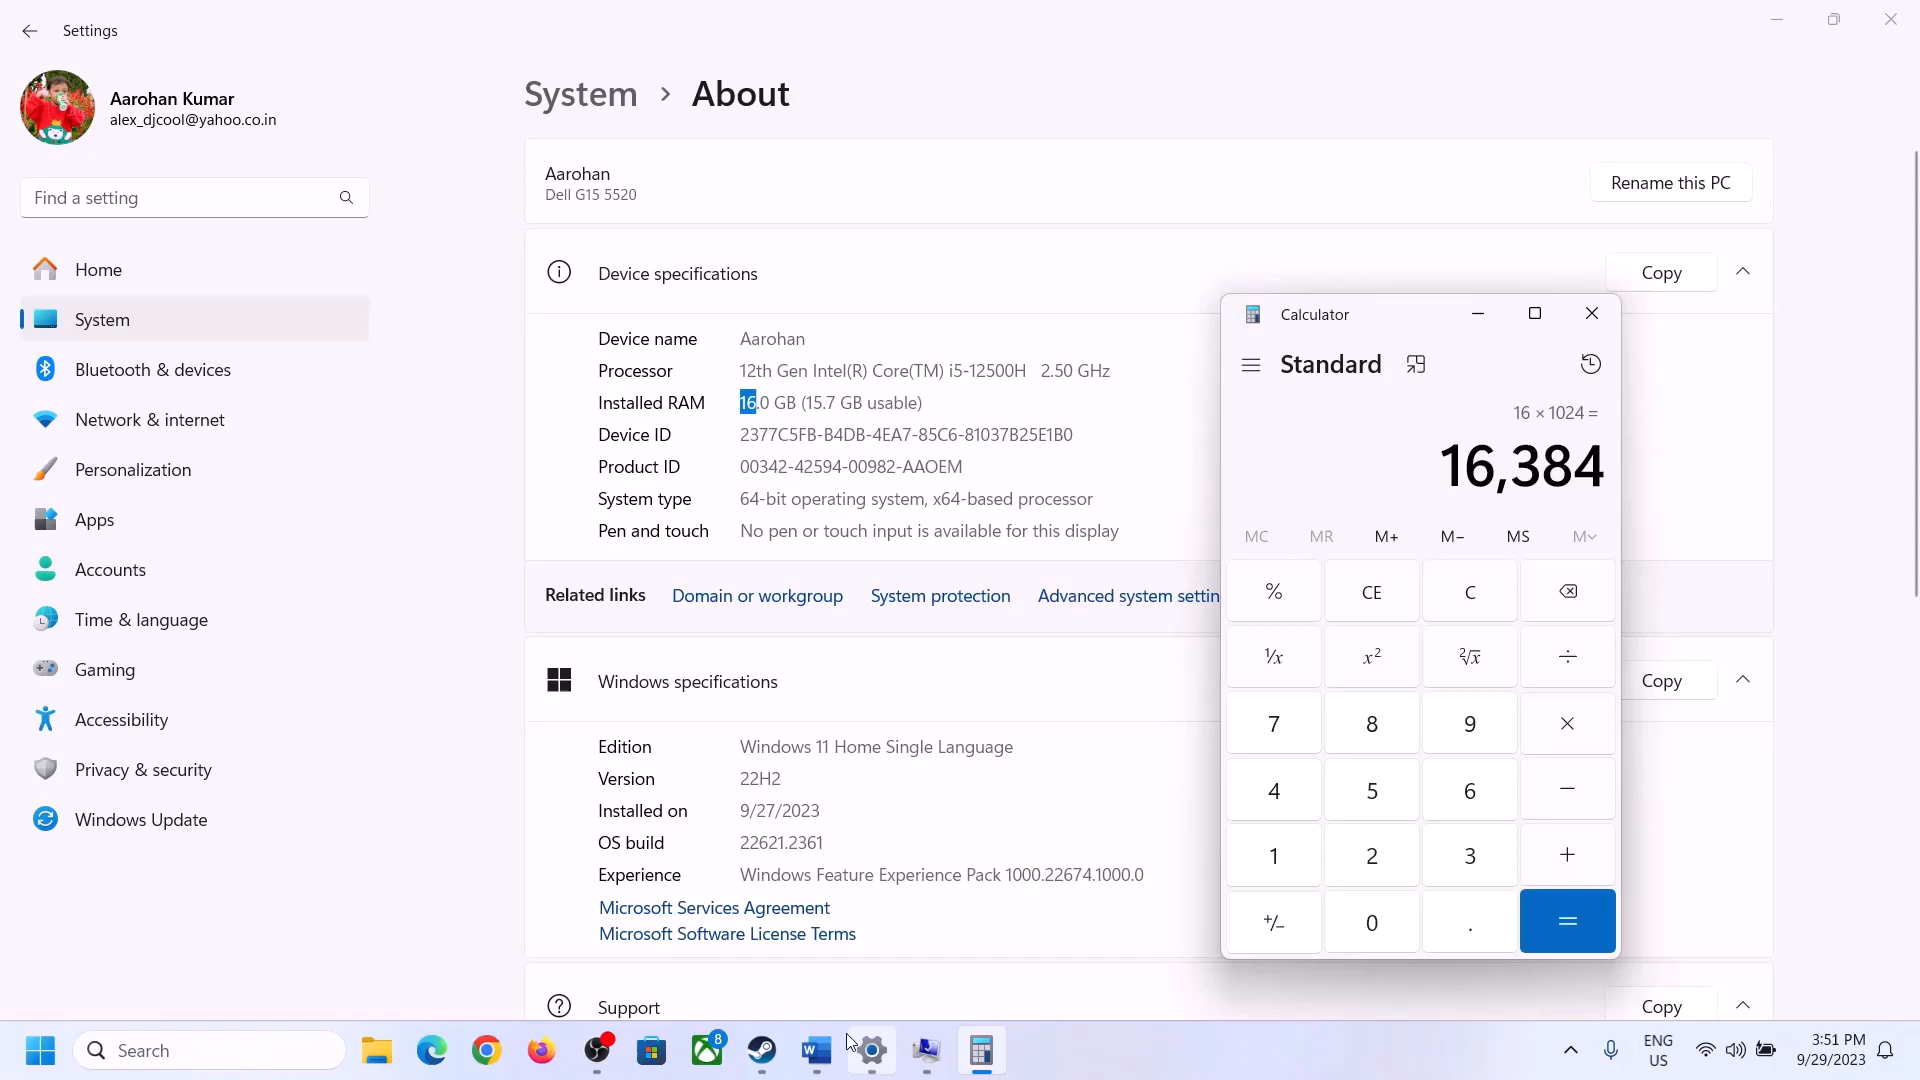 Settings
Aarohan Kumar
alex_djcool@yahoo.co.in
Find a setting
Home
System
Bluetooth & devices
Network & internet
Personalization
Apps
Accounts
Time & language
Gaming
Accessibility
Privacy & security
Windows Update
System > About
Aarohan
Dell G15 5520
Rename this PC
Device specifications
Copy
Device name Aarohan
Processor 12th Gen Intel(R) Core(TM) i5-12500H 2.50 GHz
Installed RAM 16.0 GB (15.7 GB usable)
Device ID 2377C5FB-B4DB-4EA7-85C6-81037B25E1B0
Product ID 00342-42594-00982-AAOEM
System type 64-bit operating system, x64-based processor
Pen and touch No pen or touch input is available for this display
Related links Domain or workgroup System protection Advanced system settin
Windows specifications
Copy
Edition Windows 11 Home Single Language
Version 22H2
Installed on 9/27/2023
OS build 22621.2361
Experience Windows Feature Experience Pack 1000.22674.1000.0
Microsoft Services Agreement
Microsoft Software License Terms
Support
Copy
Calculator
Standard
16 × 1024 =
16,384
MC MR M+ M− MS M
% CE C
¹/x x² ²√x ÷
7 8 9 ×
4 5 6 −
1 2 3 +
+/− 0 . =
Search
8
ENG
US
3:51 PM
9/29/2023